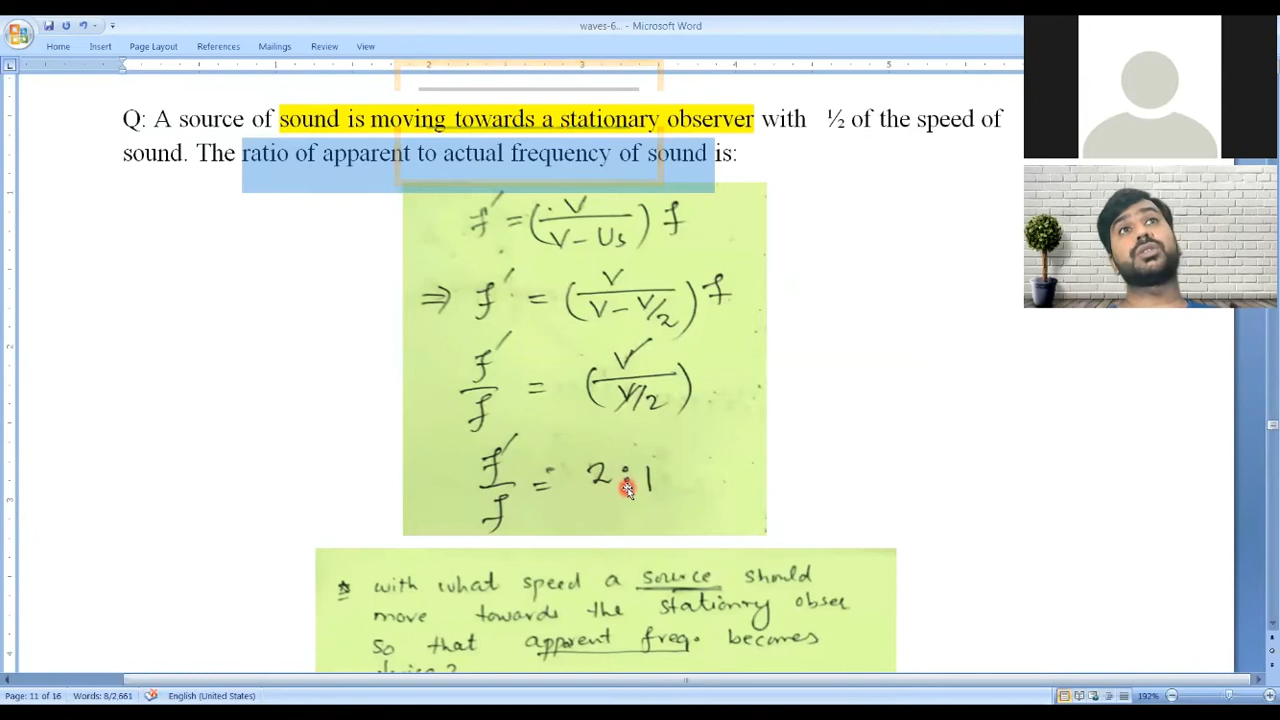 waves-6... - Microsoft Word
Home Insert Page Layout References Mailings Review View
Q: A source of sound is moving towards a stationary observer with ½ of the speed of
sound. The ratio of apparent to actual frequency of sound is:
f′ = (V / V - Us) f
⇒ f′ = (V / V - V/2) f
f′/f = (V / V/2)
f′/f = 2:1
* with what speed a source should
move towards the stationry obser
so that apparent freq. becomes
Page: 11 of 16 Words: 8/2,661 English (United States) 192%